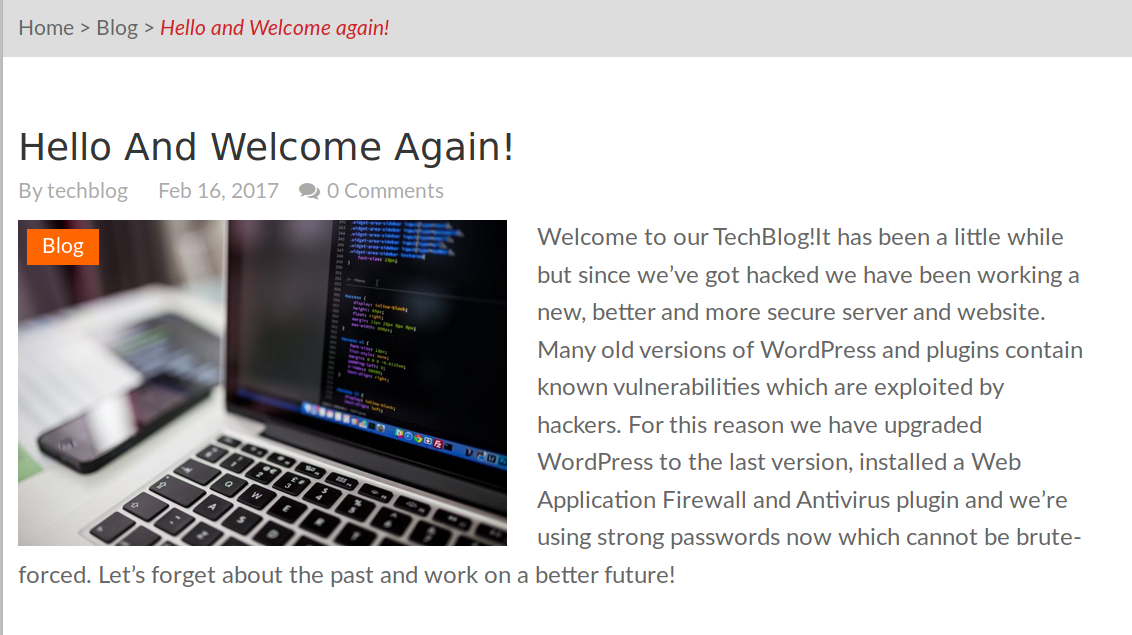 Home > Blog > Hello and Welcome again!
Hello And Welcome Again!
By techblog Feb 16, 2017 0 Comments
Blog
Welcome to our TechBlog!It has been a little while
but since we’ve got hacked we have been working a
new, better and more secure server and website.
Many old versions of WordPress and plugins contain
known vulnerabilities which are exploited by
hackers. For this reason we have upgraded
WordPress to the last version, installed a Web
Application Firewall and Antivirus plugin and we’re
using strong passwords now which cannot be brute-
forced. Let’s forget about the past and work on a better future!